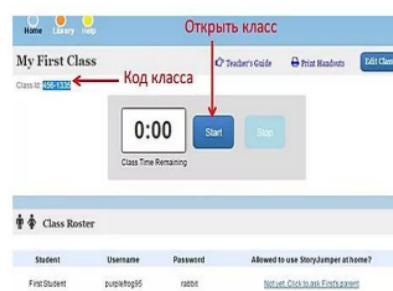 Home Library Help
Открыть класс
My First Class
Teacher's Guide Print Handouts Edit Class
Class Id: 456-1335
Код класса
0:00 Start Stop
Class Time Remaining
Class Roster
Student Username Password Allowed to use StoryJumper at home?
First Student purplefrog95 rabbit Not yet. Click to ask First's parent